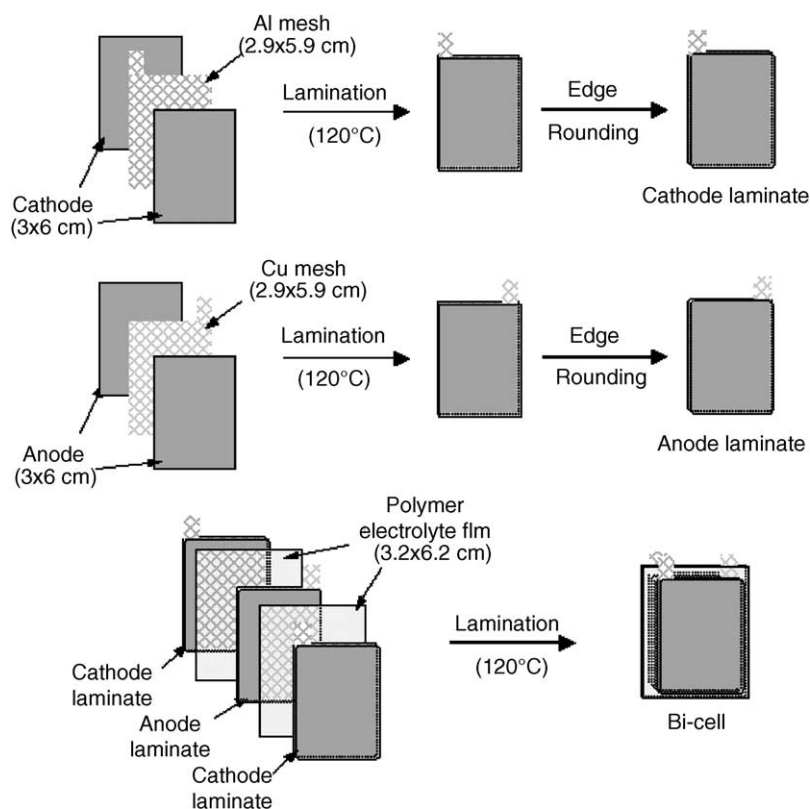 Al mesh
(2.9x5.9 cm)
Lamination
(120°C)
Edge
Rounding
Cathode
(3x6 cm)
Cathode laminate
Cu mesh
(2.9x5.9 cm)
Lamination
(120°C)
Edge
Rounding
Anode
(3x6 cm)
Anode laminate
Polymer
electrolyte flm
(3.2x6.2 cm)
Lamination
(120°C)
Cathode
laminate
Anode
laminate
Cathode
laminate
Bi-cell